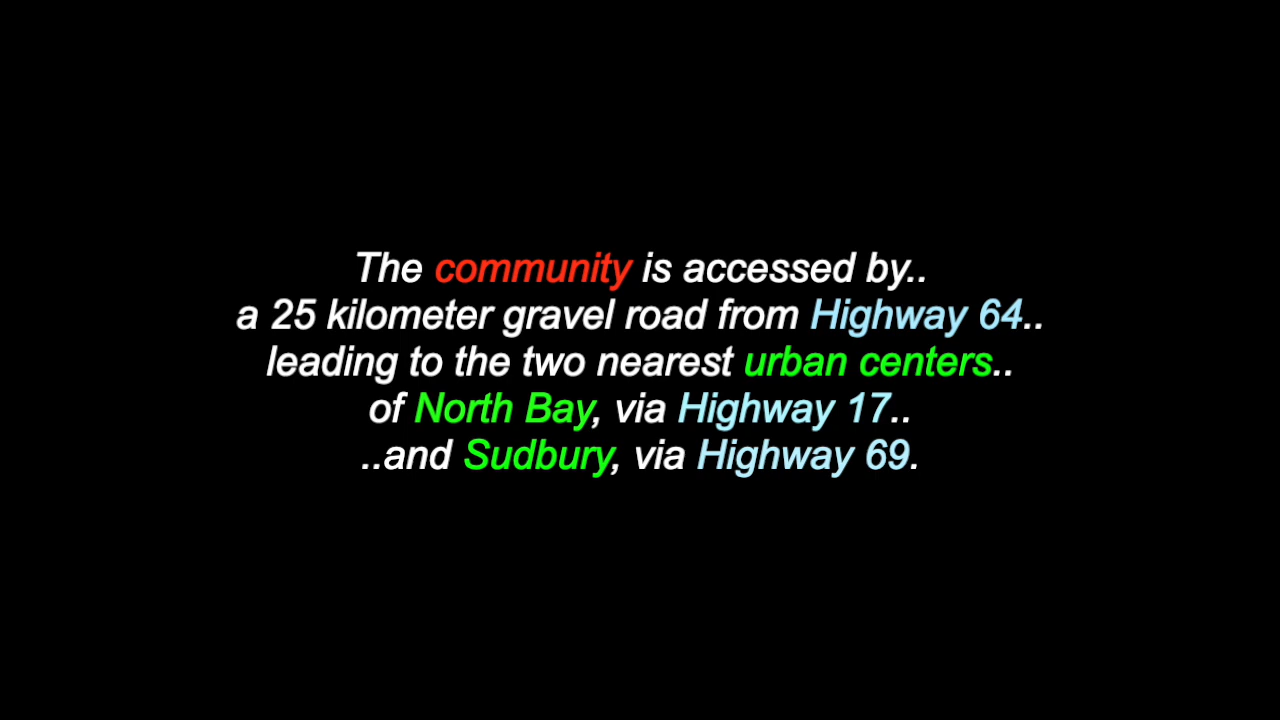 The community is accessed by..
a 25 kilometer gravel road from Highway 64..
leading to the two nearest urban centers..
of North Bay, via Highway 17..
..and Sudbury, via Highway 69.